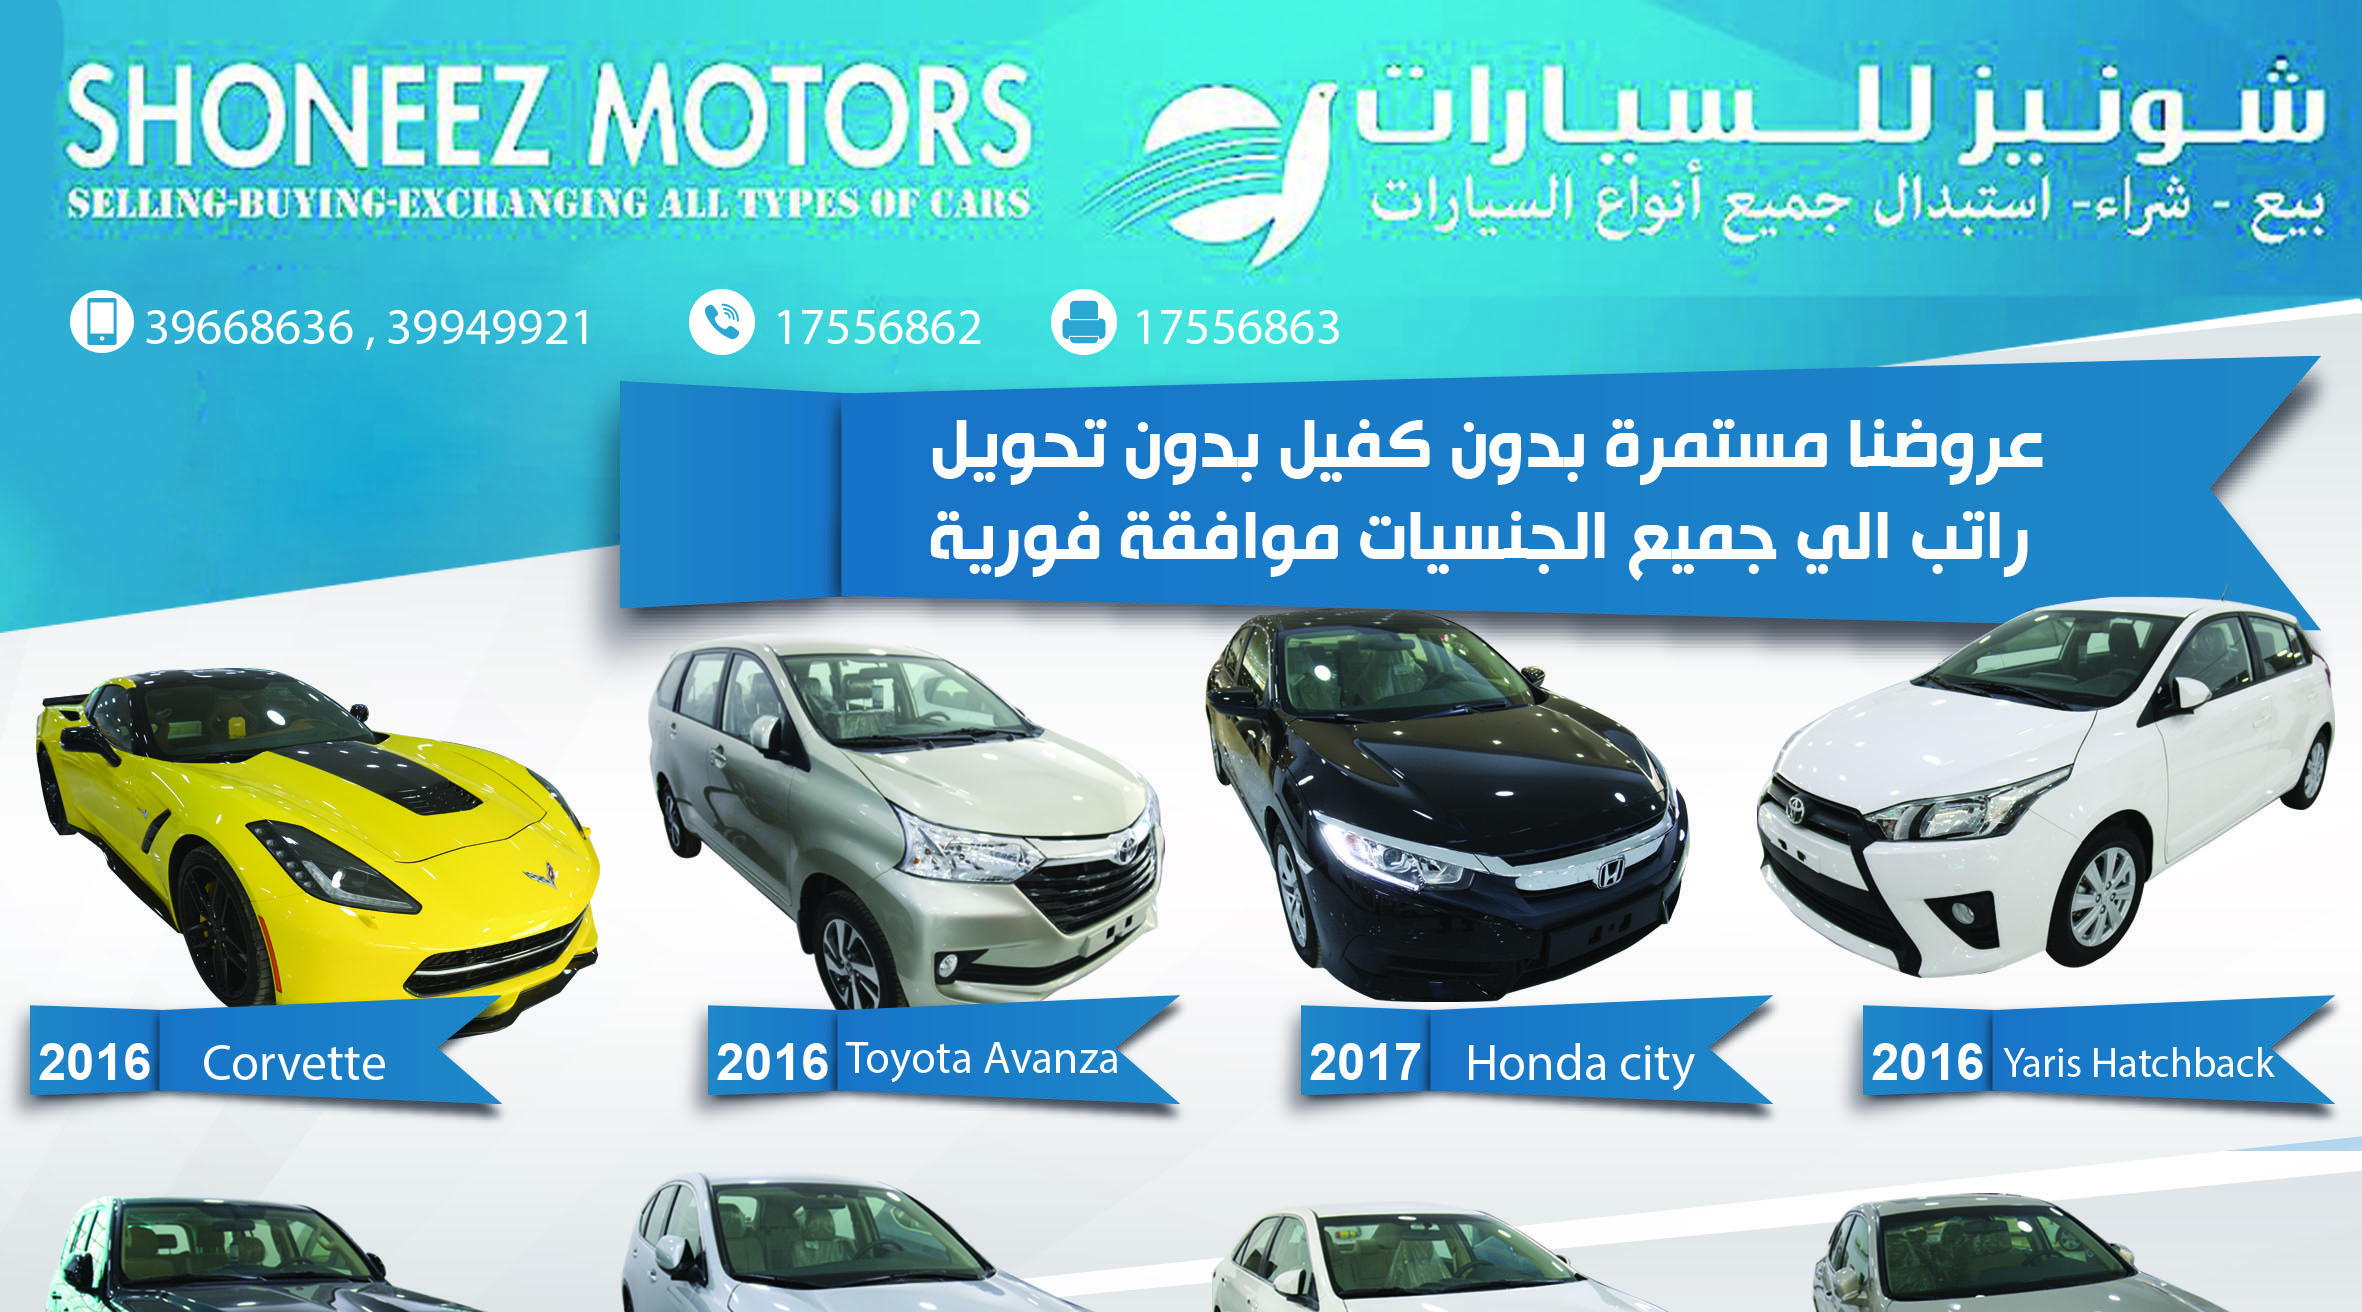 SHONEEZ MOTORS
شونيز للسيارات
SELLING-BUYING-EXCHANGING ALL TYPES OF CARS
بيع - شراء- استبدال جميع أنواع السيارات
39668636 , 39949921
17556862
17556863
عروضنا مستمرة بدون كفيل بدون تحويل
راتب الي جميع الجنسيات موافقة فورية
2016 Corvette
2016 Toyota Avanza
2017 Honda city
2016 Yaris Hatchback